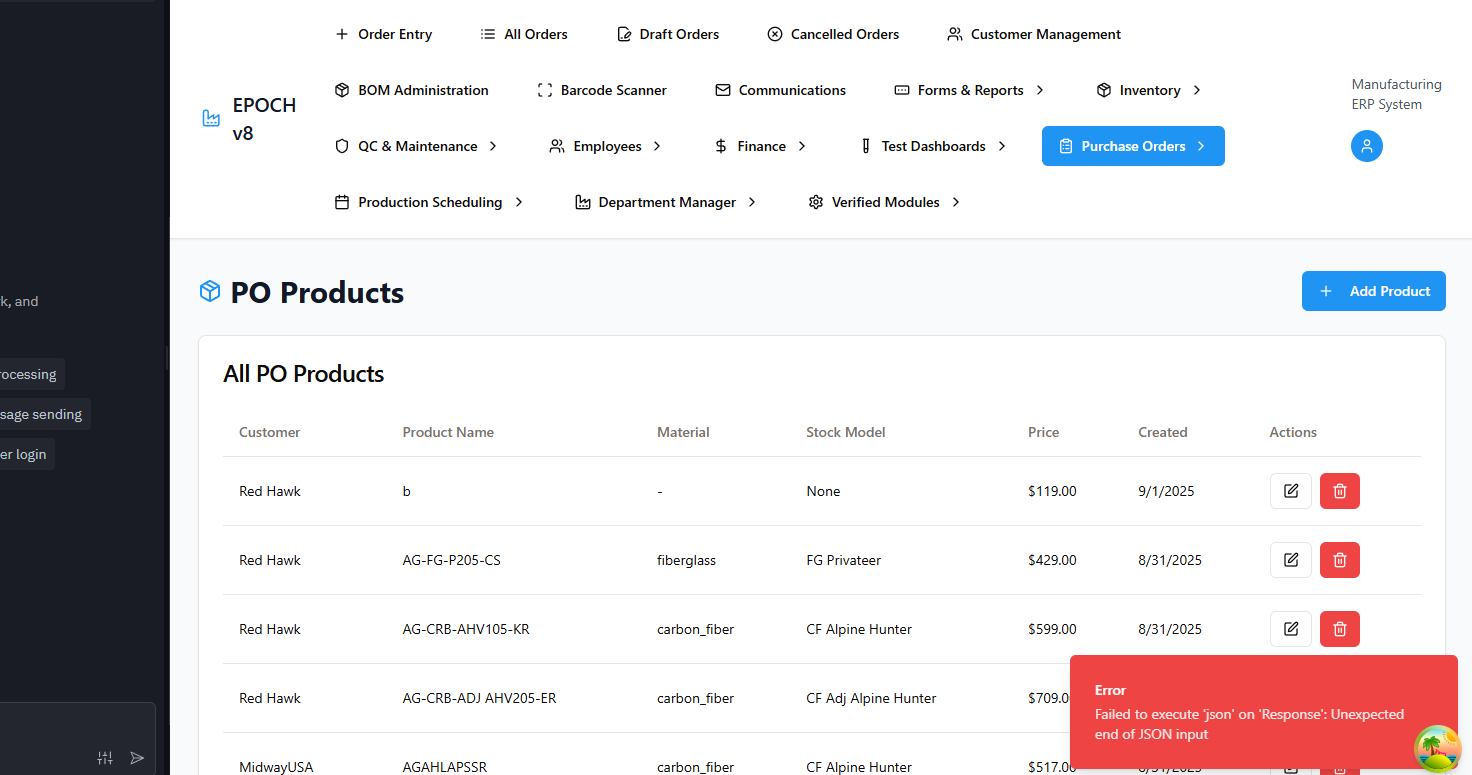 Order Entry
All Orders
Draft Orders
Cancelled Orders
Customer Management
BOM Administration
Barcode Scanner
Communications
Forms & Reports
Inventory
EPOCH
v8
Manufacturing
ERP System
QC & Maintenance
Employees
Finance
Test Dashboards
Purchase Orders
Production Scheduling
Department Manager
Verified Modules
k, and
rocessing
sage sending
er login
PO Products
Add Product
All PO Products
Customer Product Name Material Stock Model Price Created Actions
Red Hawk b - None $119.00 9/1/2025
Red Hawk AG-FG-P205-CS fiberglass FG Privateer $429.00 8/31/2025
Red Hawk AG-CRB-AHV105-KR carbon_fiber CF Alpine Hunter $599.00 8/31/2025
Red Hawk AG-CRB-ADJ AHV205-ER carbon_fiber CF Adj Alpine Hunter $709.0
MidwayUSA AGAHLAPSSR carbon_fiber CF Alpine Hunter $517.00
Error
Failed to execute 'json' on 'Response': Unexpected
end of JSON input